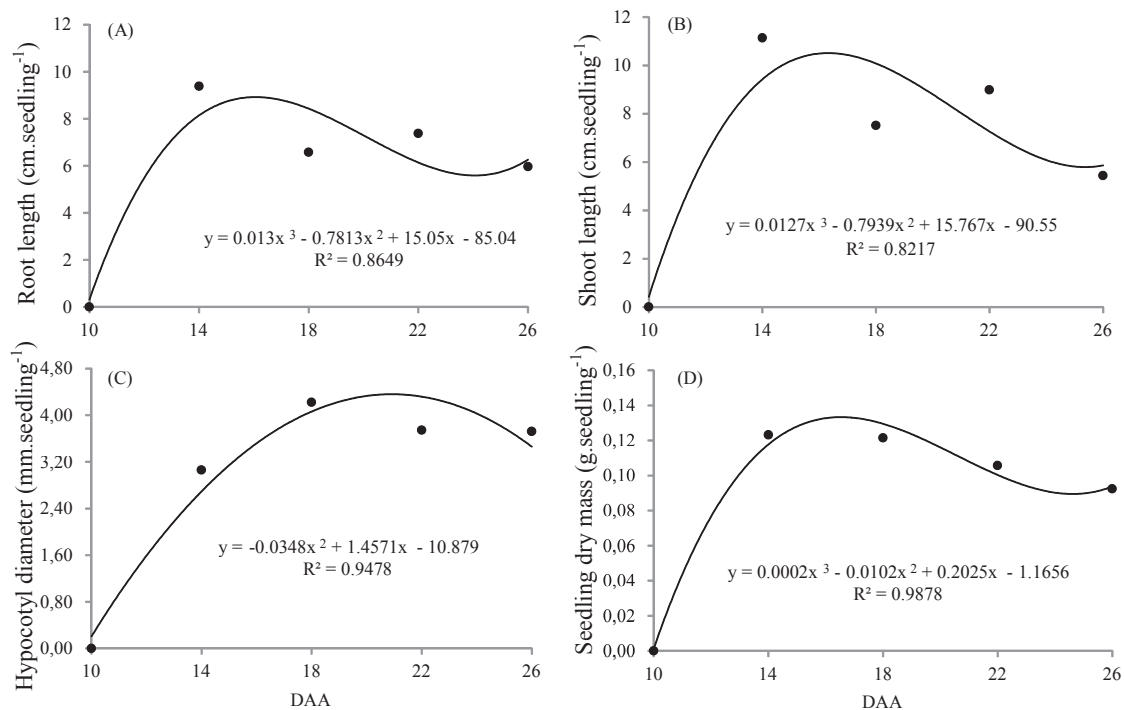 (A)
Root length (cm.seedling-1)
12
10
8
6
4
2
0
y = 0.013x 3 - 0.7813x 2 + 15.05x - 85.04
R² = 0.8649
10 14 18 22 26
(B)
Shoot length (cm.seedling-1)
12
10
8
6
4
2
0
y = 0.0127x 3 - 0.7939x 2 + 15.767x - 90.55
R² = 0.8217
10 14 18 22 26
(C)
Hypocotyl diameter (mm.seedling-1)
4,80
4,00
3,20
2,40
1,60
0,80
0,00
y = -0.0348x 2 + 1.4571x - 10.879
R² = 0.9478
10 14 18 22 26
DAA
(D)
Seedling dry mass (g.seedling-1)
0,16
0,14
0,12
0,10
0,08
0,06
0,04
0,02
0,00
y = 0.0002x 3 - 0.0102x 2 + 0.2025x - 1.1656
R² = 0.9878
10 14 18 22 26
DAA